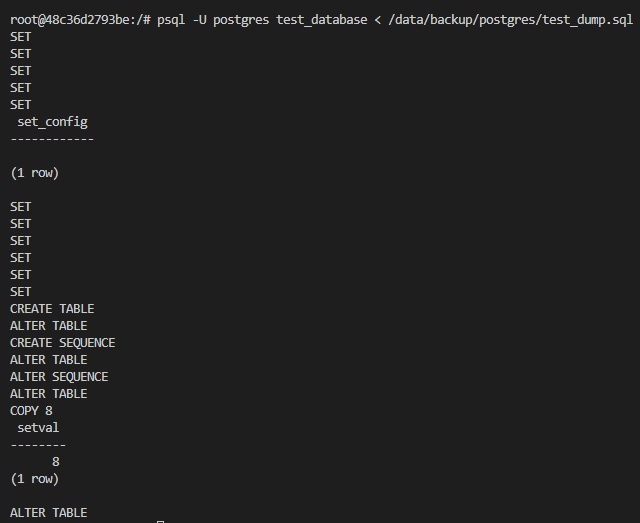 root@48c36d2793be:/# psql -U postgres test_database < /data/backup/postgres/test_dump.sql
SET
SET
SET
SET
SET
 set_config
------------

(1 row)

SET
SET
SET
SET
SET
SET
CREATE TABLE
ALTER TABLE
CREATE SEQUENCE
ALTER TABLE
ALTER SEQUENCE
ALTER TABLE
COPY 8
 setval
--------
      8
(1 row)

ALTER TABLE